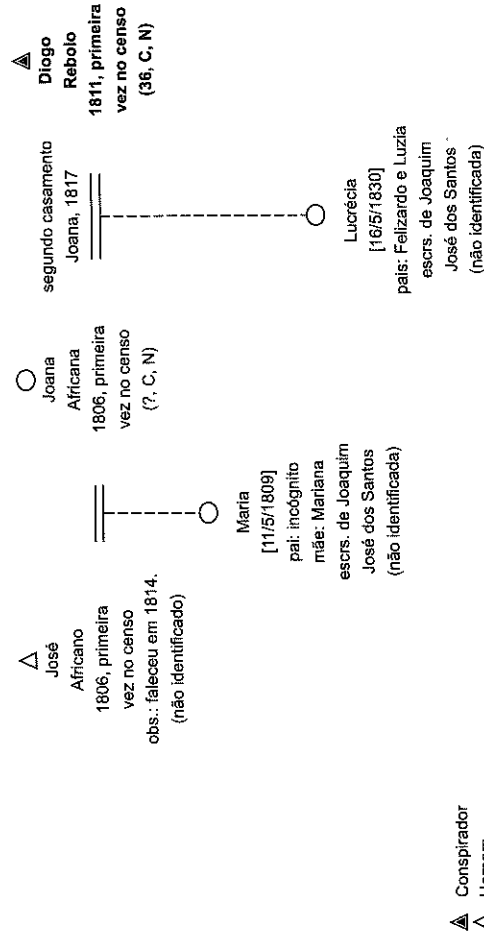 José
Africano
1806, primeira
vez no censo
obs.: faleceu em 1814.
(não identificado)
Maria
[11/5/1809]
pai: incógnito
mãe: Mariana
escrs. de Joaquim
José dos Santos
(não identificada)
Joana
Africana
1806, primeira
vez no censo
(?, C, N)
segundo casamento
Joana, 1817
Lucrécia
[16/5/1830]
pais: Felizardo e Luzia
escrs. de Joaquim
José dos Santos
(não identificada)
Diogo
Rebolo
1811, primeira
vez no censo
(36, C, N)
Conspirador
Homem